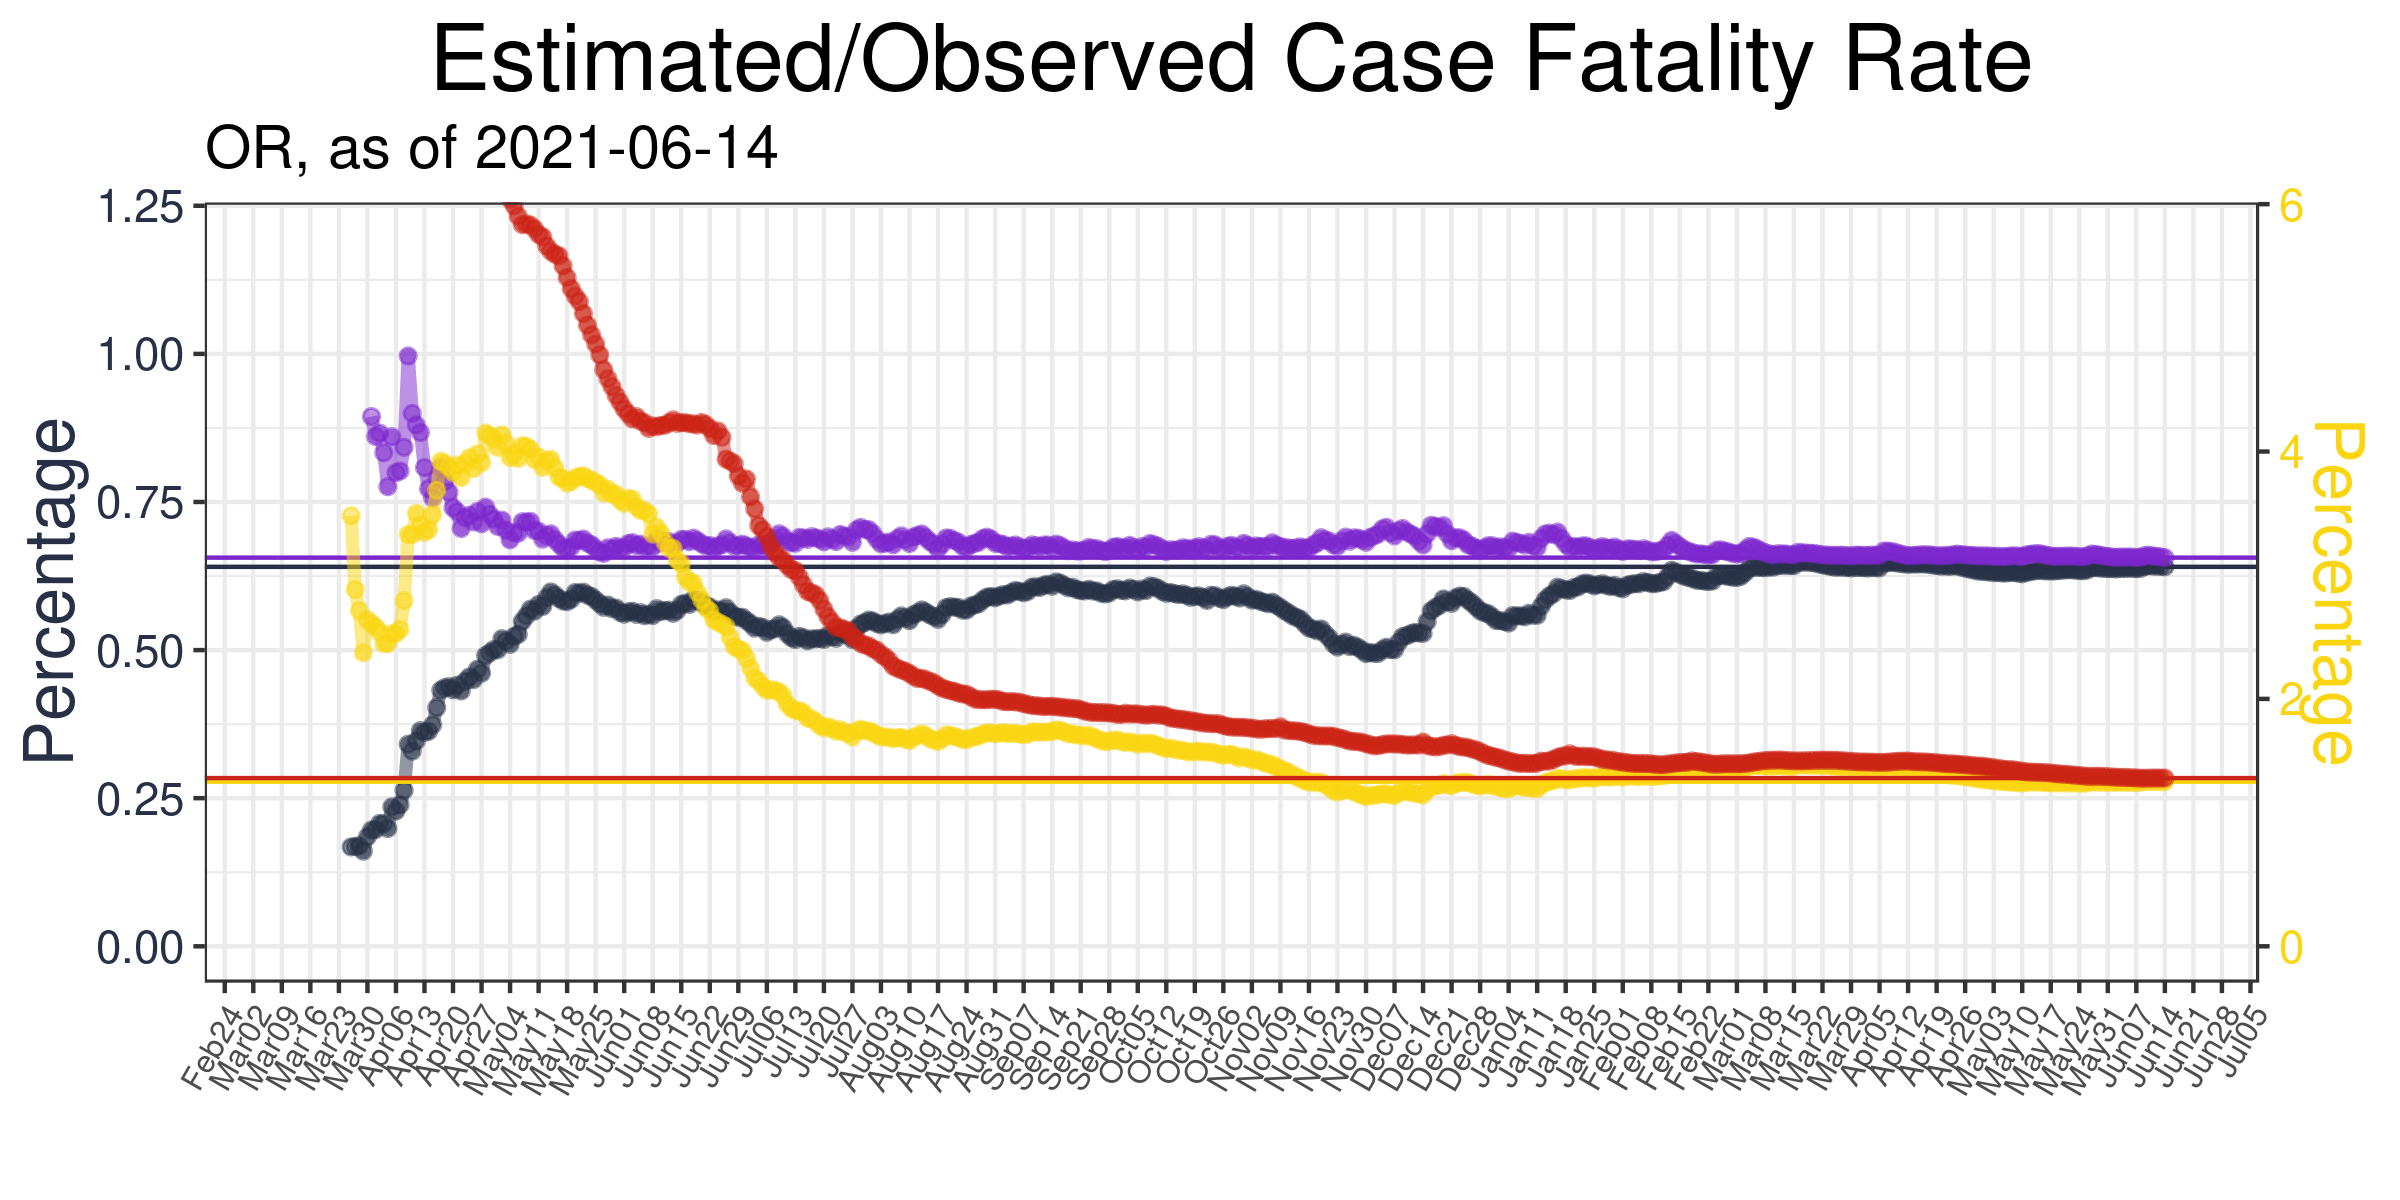 Estimated/Observed Case Fatality Rate
OR, as of 2021-06-14
1.25
1.00
0.75
0.50
0.25
0.00
Percentage
6
4
2
0
Percentage
Feb24
Mar02
Mar09
Mar16
Mar23
Mar30
Apr06
Apr13
Apr20
Apr27
May04
May11
May18
May25
Jun01
Jun08
Jun15
Jun22
Jun29
Jul06
Jul13
Jul20
Jul27
Aug03
Aug10
Aug17
Aug24
Aug31
Sep07
Sep14
Sep21
Sep28
Oct05
Oct12
Oct19
Oct26
Nov02
Nov09
Nov16
Nov23
Nov30
Dec07
Dec14
Dec21
Dec28
Jan04
Jan11
Jan18
Jan25
Feb01
Feb08
Feb15
Feb22
Mar01
Mar08
Mar15
Mar22
Mar29
Apr05
Apr12
Apr19
Apr26
May03
May10
May17
May24
May31
Jun07
Jun14
Jun21
Jun28
Jul05